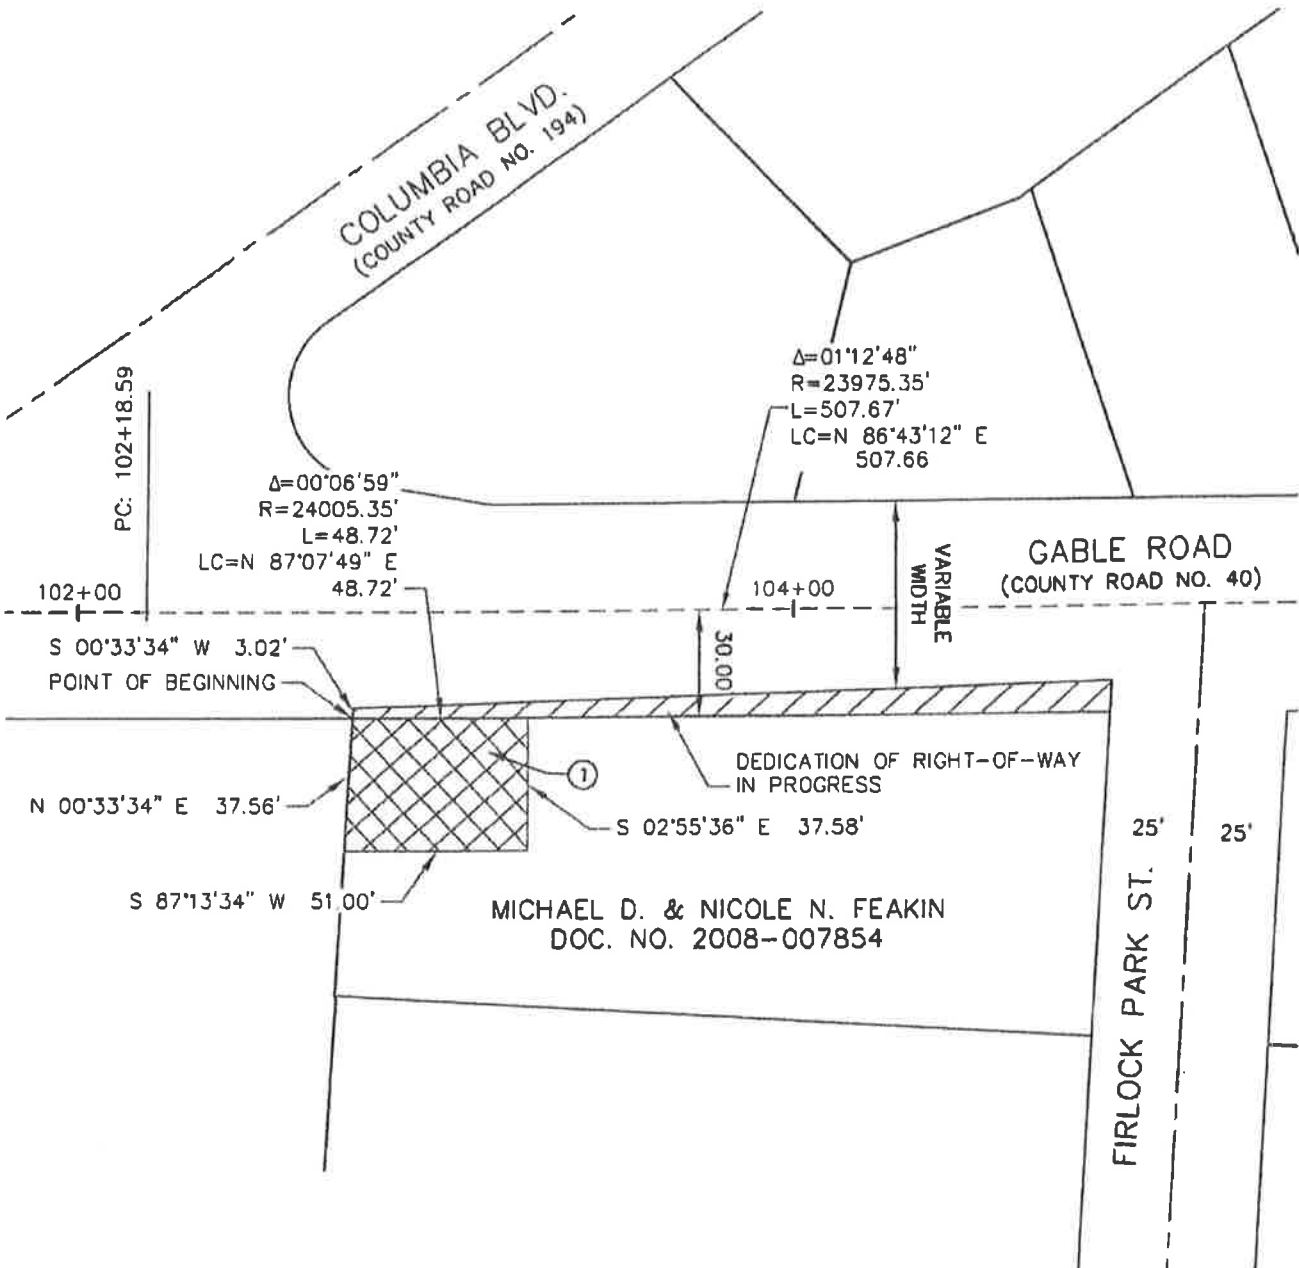 COLUMBIA BLVD.
(COUNTY ROAD NO. 194)
PC: 102+18.59
Δ=01°12'48"
R=23975.35'
L=507.67'
LC=N 86°43'12" E
507.66
Δ=00°06'59"
R=24005.35'
L=48.72'
LC=N 87°07'49" E
48.72'
VARIABLE
WIDTH
GABLE ROAD
(COUNTY ROAD NO. 40)
102+00
104+00
30.00
S 00°33'34" W 3.02'
POINT OF BEGINNING
DEDICATION OF RIGHT-OF-WAY
IN PROGRESS
1
N 00°33'34" E 37.56'
S 02°55'36" E 37.58'
25'
25'
S 87°13'34" W 51.00'
MICHAEL D. & NICOLE N. FEAKIN
DOC. NO. 2008-007854
FIRLOCK PARK ST.